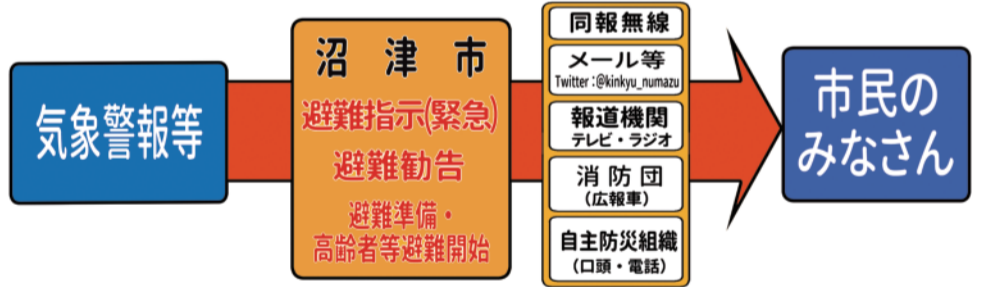 気象警報等
沼津市
避難指示(緊急)
避難勧告
避難準備・
高齢者等避難開始
同報無線
メール等
Twitter:@kinkyu_numazu
報道機関
テレビ・ラジオ
消防団
(広報車)
自主防災組織
(口頭・電話)
市民の
みなさん